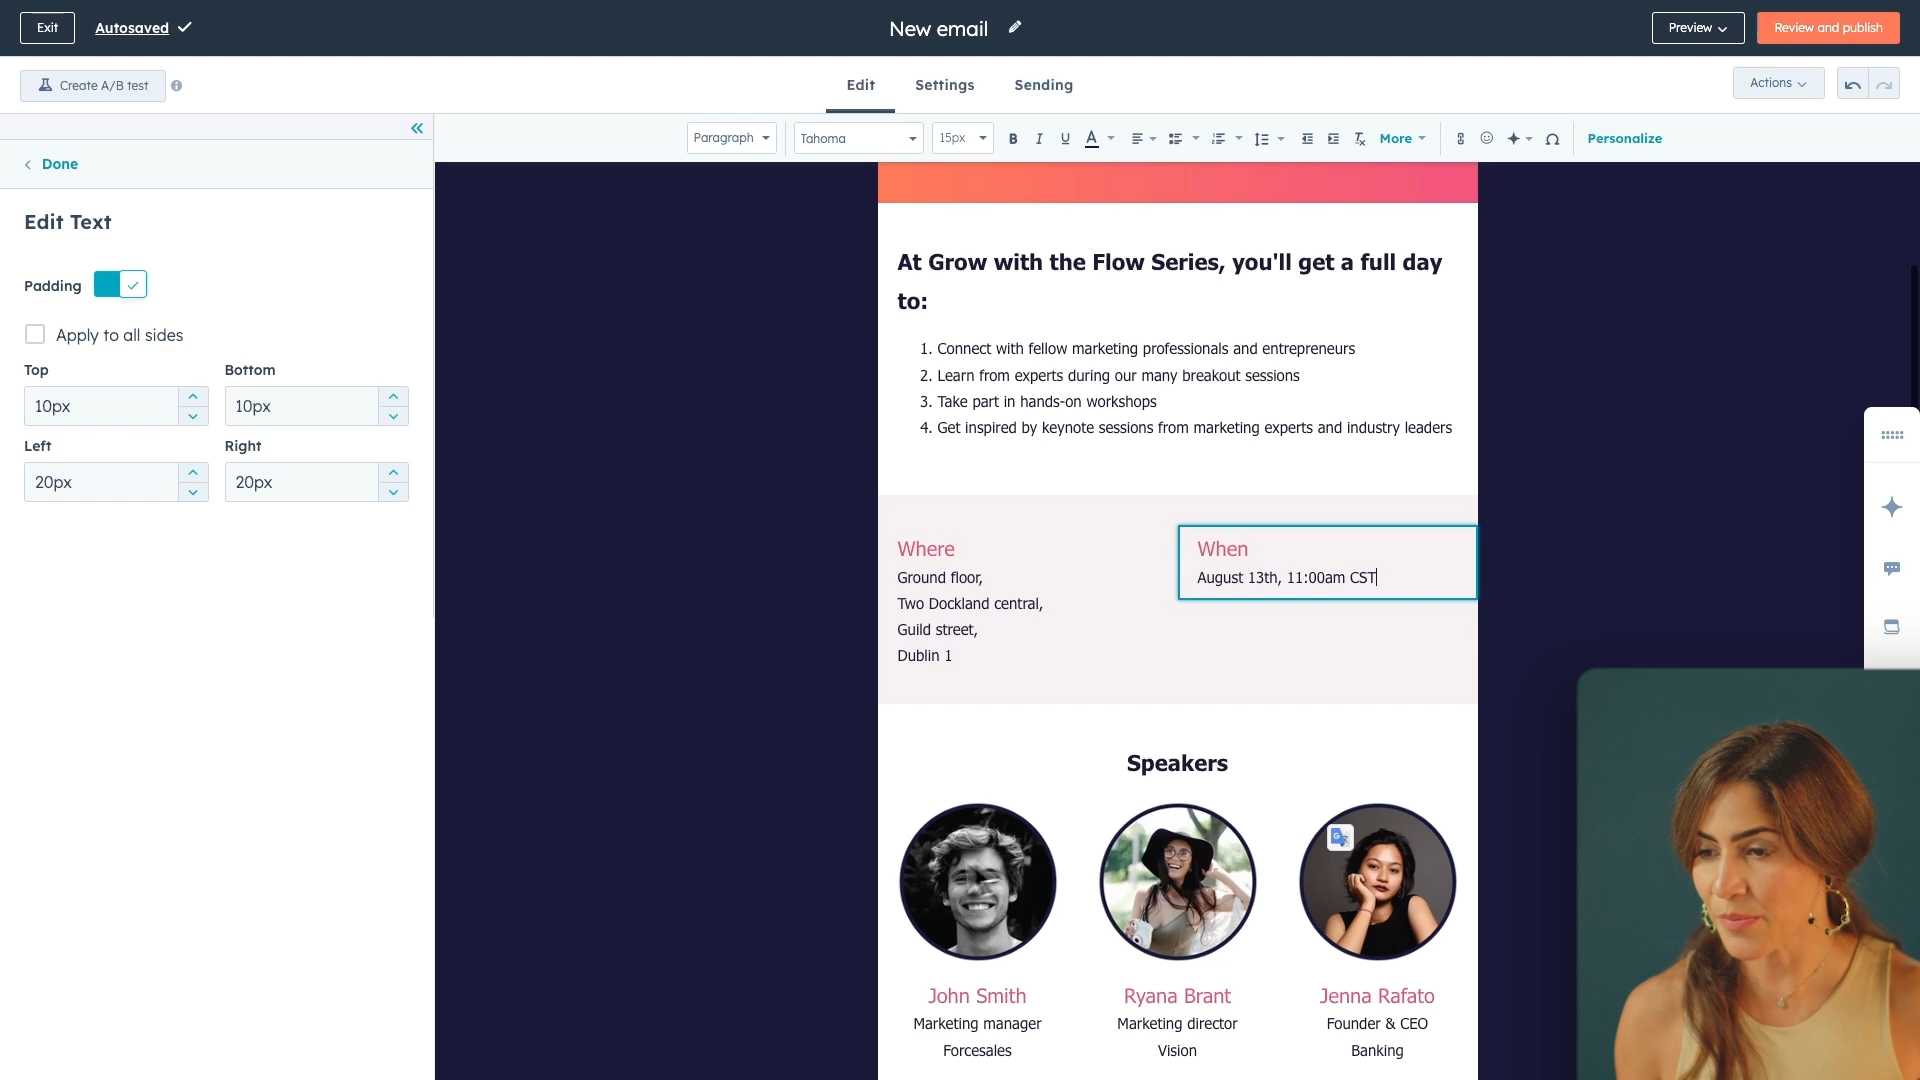 Exit
Autosaved
New email
Preview
Review and publish
Create A/B test
Edit
Settings
Sending
Actions
Paragraph
Tahoma
15px
B
I
U
A
More
Personalize
Done
Edit Text
Padding
Apply to all sides
Top
Bottom
10px
10px
Left
Right
20px
20px
At Grow with the Flow Series, you'll get a full day
to:
1. Connect with fellow marketing professionals and entrepreneurs
2. Learn from experts during our many breakout sessions
3. Take part in hands-on workshops
4. Get inspired by keynote sessions from marketing experts and industry leaders
Where
Ground floor,
Two Dockland central,
Guild street,
Dublin 1
When
August 13th, 11:00am CST
Speakers
John Smith
Marketing manager
Forcesales
Ryana Brant
Marketing director
Vision
Jenna Rafato
Founder & CEO
Banking